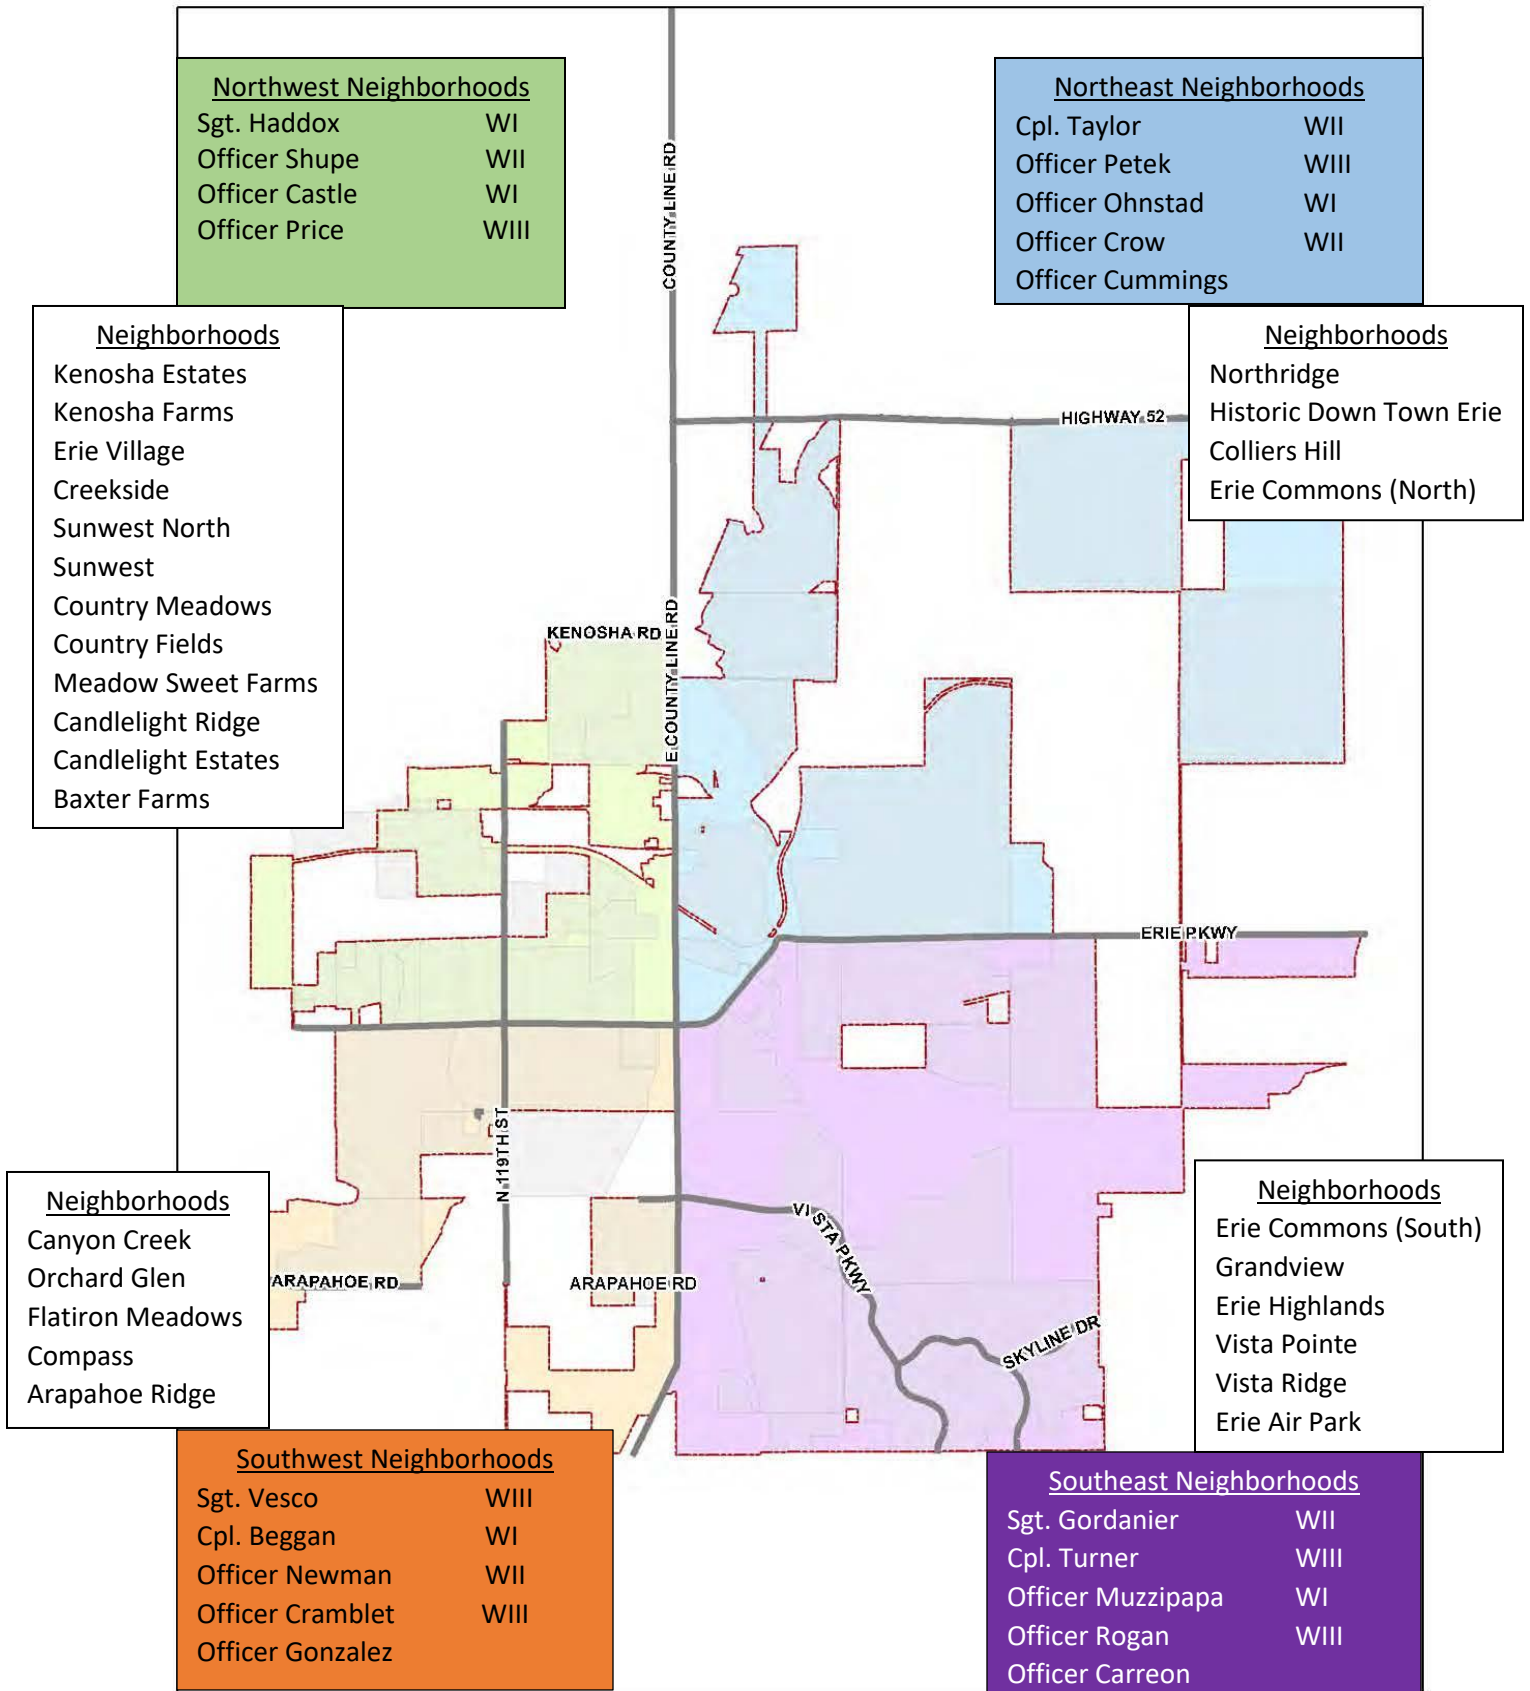 Northwest Neighborhoods
Sgt. Haddox WI
Officer Shupe WII
Officer Castle WI
Officer Price WIII
Northeast Neighborhoods
Cpl. Taylor WII
Officer Petek WIII
Officer Ohnstad WI
Officer Crow WII
Officer Cummings
Neighborhoods
Kenosha Estates
Kenosha Farms
Erie Village
Creekside
Sunwest North
Sunwest
Country Meadows
Country Fields
Meadow Sweet Farms
Candlelight Ridge
Candlelight Estates
Baxter Farms
Neighborhoods
Northridge
Historic Down Town Erie
Colliers Hill
Erie Commons (North)
COUNTY LINE RD
HIGHWAY 52
KENOSHA RD
E COUNTY LINE RD
ERIE PKWY
N 119TH ST
VISTA PKWY
ARAPAHOE RD
ARAPAHOE RD
SKYLINE DR
Neighborhoods
Canyon Creek
Orchard Glen
Flatiron Meadows
Compass
Arapahoe Ridge
Neighborhoods
Erie Commons (South)
Grandview
Erie Highlands
Vista Pointe
Vista Ridge
Erie Air Park
Southwest Neighborhoods
Sgt. Vesco WIII
Cpl. Beggan WI
Officer Newman WII
Officer Cramblet WIII
Officer Gonzalez
Southeast Neighborhoods
Sgt. Gordanier WII
Cpl. Turner WIII
Officer Muzzipapa WI
Officer Rogan WIII
Officer Carreon